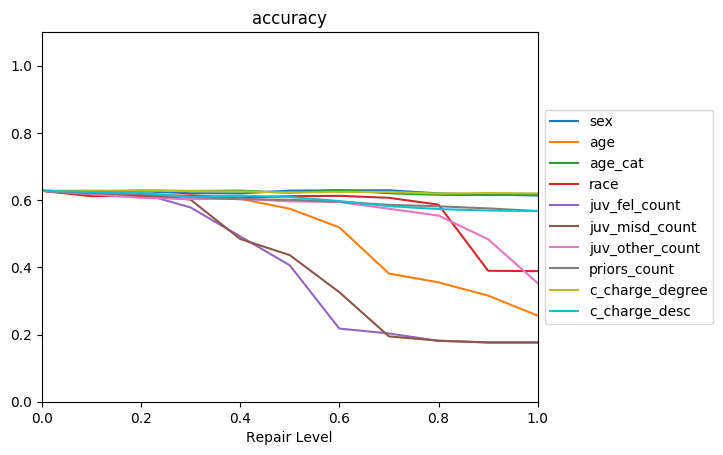 accuracy
1.0
0.8
0.6
0.4
0.2
0.0
0.0 0.2 0.4 0.6 0.8 1.0
Repair Level
sex
age
age_cat
race
juv_fel_count
juv_misd_count
juv_other_count
priors_count
c_charge_degree
c_charge_desc